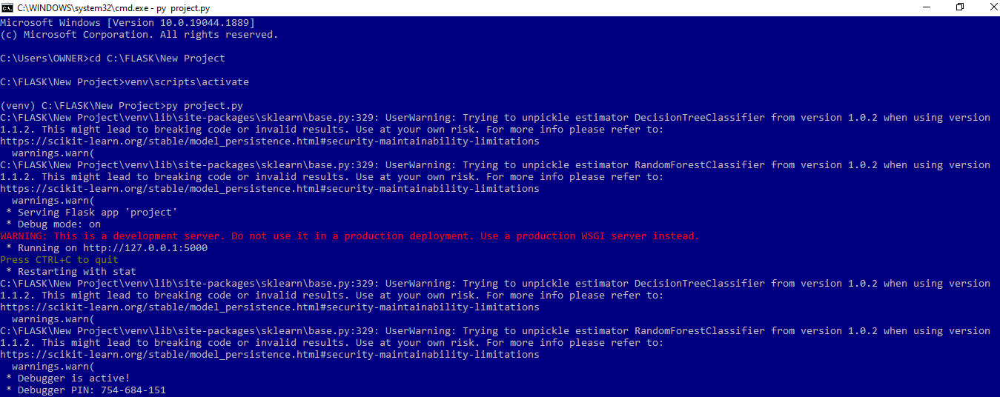 C:\WINDOWS\system32\cmd.exe - py  project.py
Microsoft Windows [Version 10.0.19044.1889]
(c) Microsoft Corporation. All rights reserved.
C:\Users\OWNER>cd C:\FLASK\New Project
C:\FLASK\New Project>venv\scripts\activate
(venv) C:\FLASK\New Project>py project.py
C:\FLASK\New Project\venv\lib\site-packages\sklearn\base.py:329: UserWarning: Trying to unpickle estimator DecisionTreeClassifier from version 1.0.2 when using version
1.1.2. This might lead to breaking code or invalid results. Use at your own risk. For more info please refer to:
https://scikit-learn.org/stable/model_persistence.html#security-maintainability-limitations
  warnings.warn(
C:\FLASK\New Project\venv\lib\site-packages\sklearn\base.py:329: UserWarning: Trying to unpickle estimator RandomForestClassifier from version 1.0.2 when using version
1.1.2. This might lead to breaking code or invalid results. Use at your own risk. For more info please refer to:
https://scikit-learn.org/stable/model_persistence.html#security-maintainability-limitations
  warnings.warn(
 * Serving Flask app 'project'
 * Debug mode: on
WARNING: This is a development server. Do not use it in a production deployment. Use a production WSGI server instead.
 * Running on http://127.0.0.1:5000
Press CTRL+C to quit
 * Restarting with stat
C:\FLASK\New Project\venv\lib\site-packages\sklearn\base.py:329: UserWarning: Trying to unpickle estimator DecisionTreeClassifier from version 1.0.2 when using version
1.1.2. This might lead to breaking code or invalid results. Use at your own risk. For more info please refer to:
https://scikit-learn.org/stable/model_persistence.html#security-maintainability-limitations
  warnings.warn(
C:\FLASK\New Project\venv\lib\site-packages\sklearn\base.py:329: UserWarning: Trying to unpickle estimator RandomForestClassifier from version 1.0.2 when using version
1.1.2. This might lead to breaking code or invalid results. Use at your own risk. For more info please refer to:
https://scikit-learn.org/stable/model_persistence.html#security-maintainability-limitations
  warnings.warn(
 * Debugger is active!
 * Debugger PIN: 754-684-151